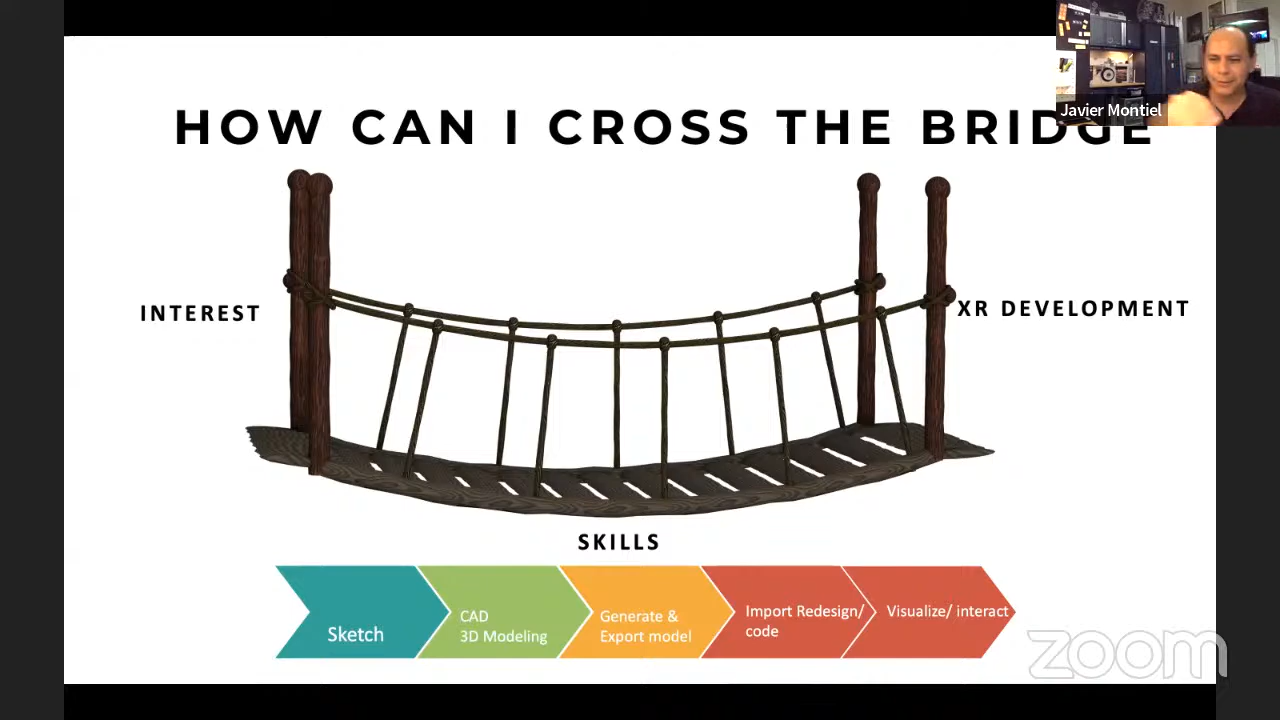 HOW CAN I CROSS THE BRIDGE
Javier Montiel
INTEREST
XR DEVELOPMENT
SKILLS
Sketch
CAD
3D Modeling
Generate &
Export model
Import Redesign/
code
Visualize/ interact
zoom